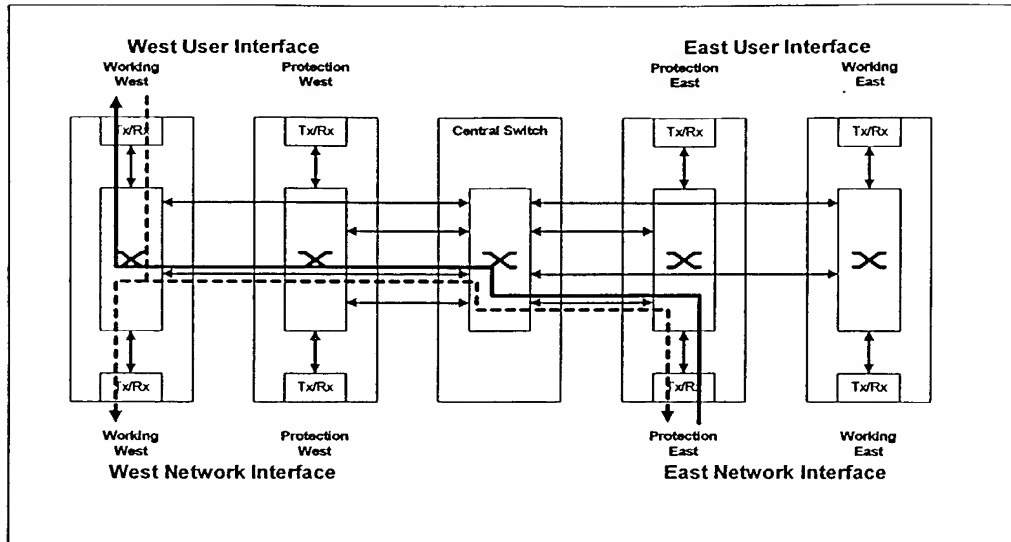 West User Interface
East User Interface
Working
West
Protection
West
Protection
East
Working
East
Tx/Rx
Tx/Rx
Central Switch
Tx/Rx
Tx/Rx
Tx/Rx
Tx/Rx
Tx/Rx
Tx/Rx
Working
West
Protection
West
Protection
East
Working
East
West Network Interface
East Network Interface